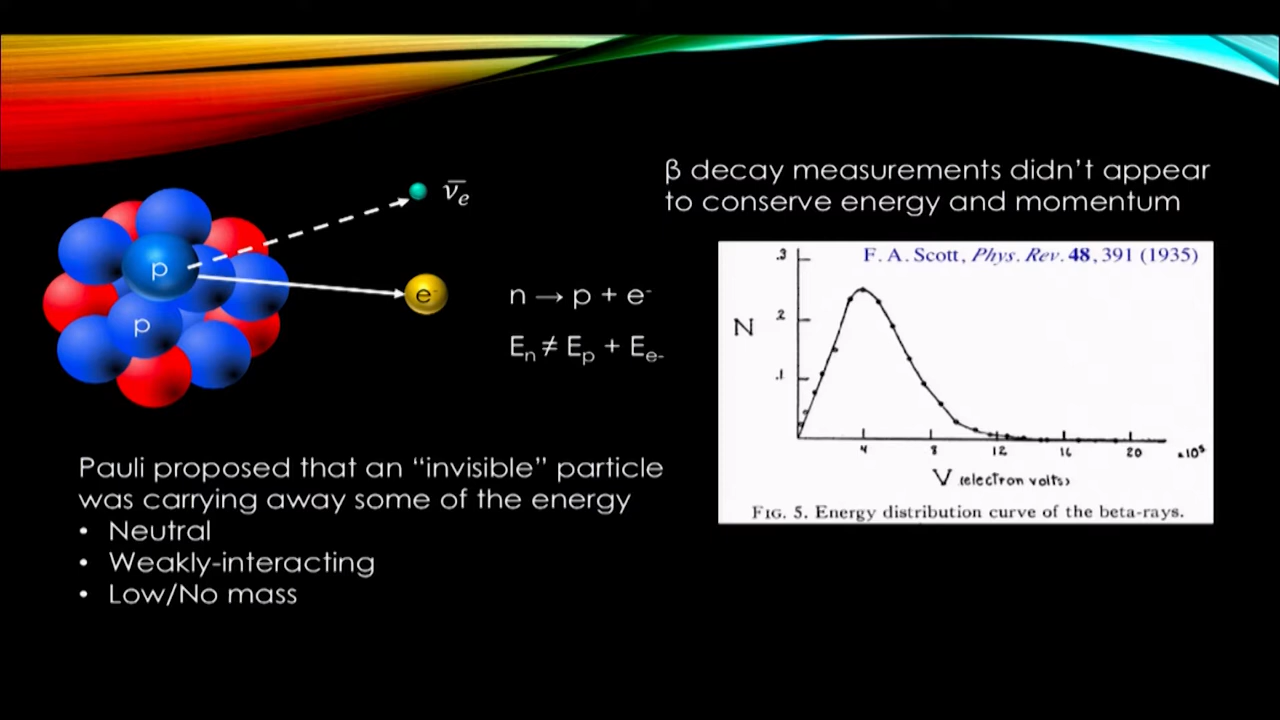 β decay measurements didn't appear
to conserve energy and momentum
ν̅ₑ
p
e⁻
p
n → p + e⁻
Eₙ ≠ Eₚ + Eₑ₋
F. A. Scott, Phys. Rev. 48, 391 (1935)
.3
.2
.1
N
4 8 12 16 20 ×10⁵
V (electron volts)
FIG. 5. Energy distribution curve of the beta-rays.
Pauli proposed that an “invisible” particle
was carrying away some of the energy
• Neutral
• Weakly-interacting
• Low/No mass